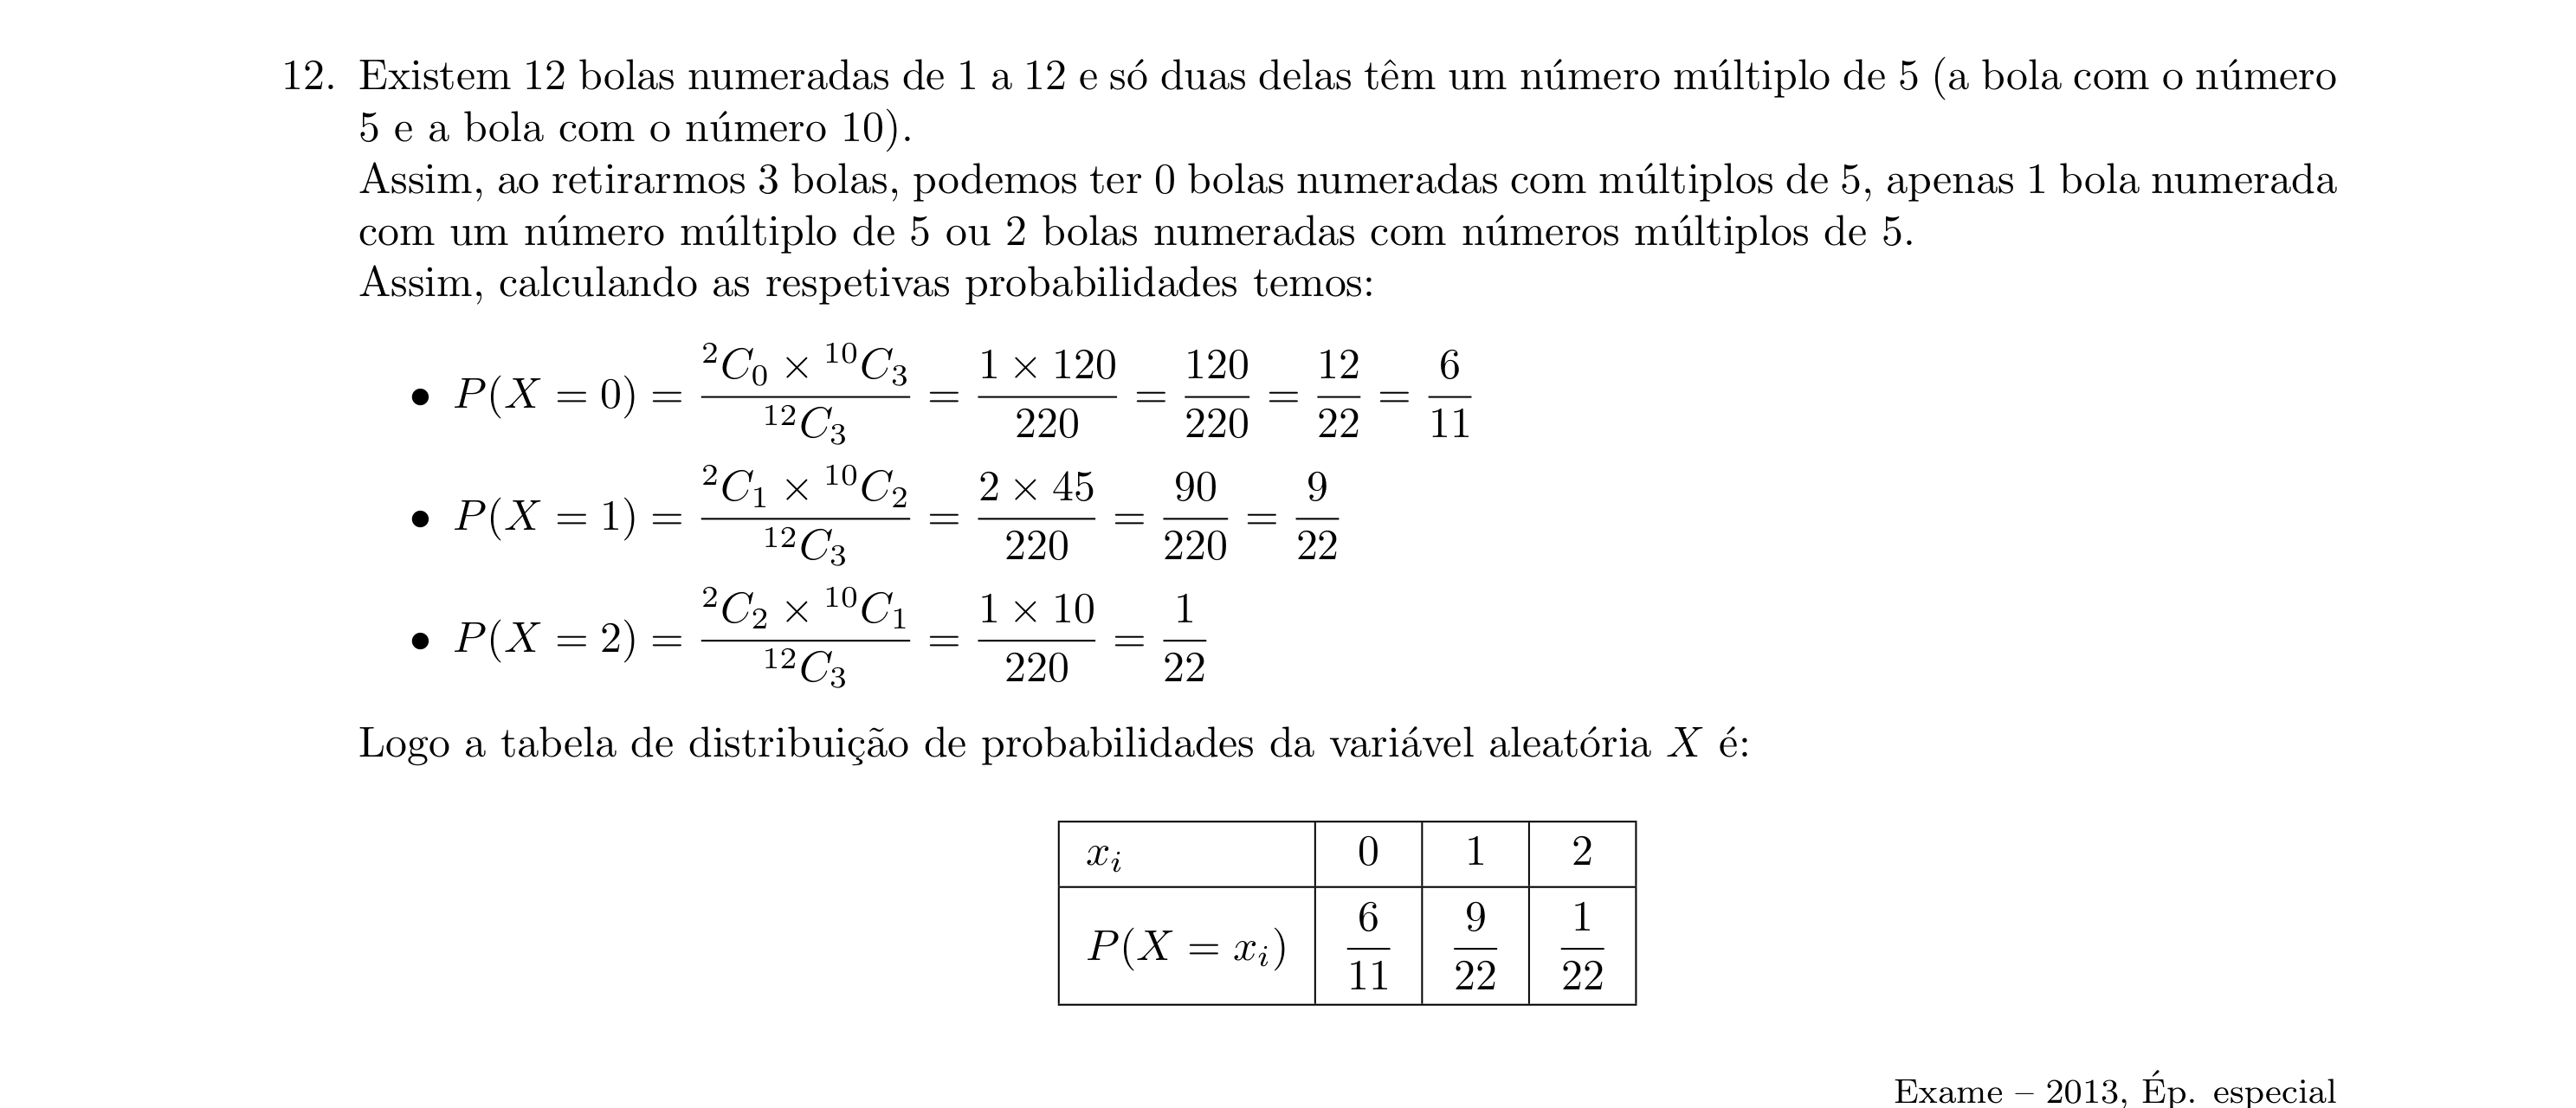 12. Existem 12 bolas numeradas de 1 a 12 e só duas delas têm um número múltiplo de 5 (a bola com o número
5 e a bola com o número 10).
Assim, ao retirarmos 3 bolas, podemos ter 0 bolas numeradas com múltiplos de 5, apenas 1 bola numerada
com um número múltiplo de 5 ou 2 bolas numeradas com números múltiplos de 5.
Assim, calculando as respetivas probabilidades temos:
• P(X = 0) = \frac{^2C_0 × ^{10}C_3}{^{12}C_3} = \frac{1 × 120}{220} = \frac{120}{220} = \frac{12}{22} = \frac{6}{11}
• P(X = 1) = \frac{^2C_1 × ^{10}C_2}{^{12}C_3} = \frac{2 × 45}{220} = \frac{90}{220} = \frac{9}{22}
• P(X = 2) = \frac{^2C_2 × ^{10}C_1}{^{12}C_3} = \frac{1 × 10}{220} = \frac{1}{22}
Logo a tabela de distribuição de probabilidades da variável aleatória X é:
x_i 0 1 2
P(X = x_i) \frac{6}{11} \frac{9}{22} \frac{1}{22}
Exame – 2013, Ép. especial